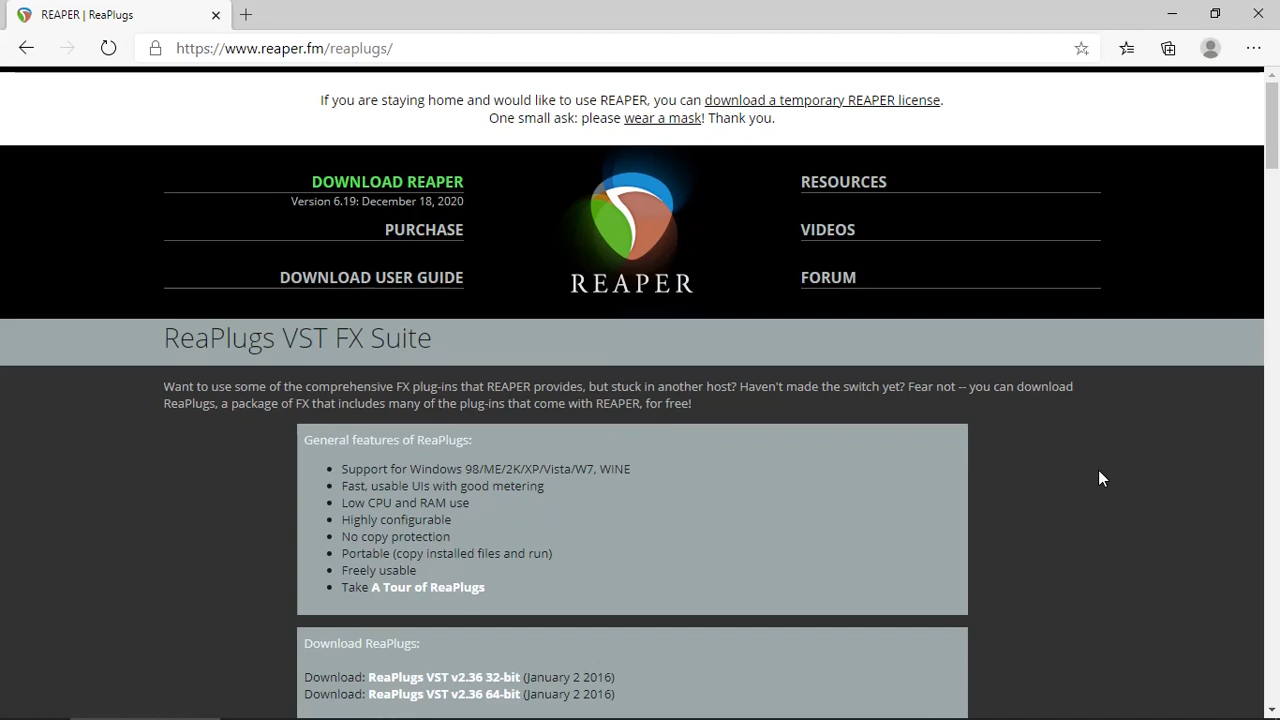 REAPER | ReaPlugs
https://www.reaper.fm/reaplugs/
If you are staying home and would like to use REAPER, you can download a temporary REAPER license.
One small ask: please wear a mask! Thank you.
DOWNLOAD REAPER
Version 6.19: December 18, 2020
PURCHASE
DOWNLOAD USER GUIDE
REAPER
RESOURCES
VIDEOS
FORUM
ReaPlugs VST FX Suite
Want to use some of the comprehensive FX plug-ins that REAPER provides, but stuck in another host? Haven't made the switch yet? Fear not -- you can download
ReaPlugs, a package of FX that includes many of the plug-ins that come with REAPER, for free!
General features of ReaPlugs:
• Support for Windows 98/ME/2K/XP/Vista/W7, WINE
• Fast, usable UIs with good metering
• Low CPU and RAM use
• Highly configurable
• No copy protection
• Portable (copy installed files and run)
• Freely usable
• Take A Tour of ReaPlugs
Download ReaPlugs:
Download: ReaPlugs VST v2.36 32-bit (January 2 2016)
Download: ReaPlugs VST v2.36 64-bit (January 2 2016)